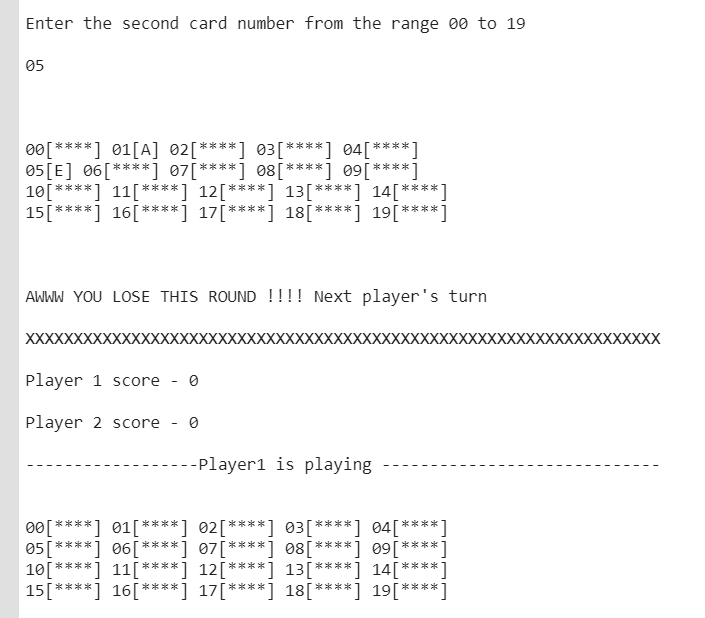 Enter the second card number from the range 00 to 19
05
00[****] 01[A] 02[****] 03[****] 04[****]
05[E] 06[****] 07[****] 08[****] 09[****]
10[****] 11[****] 12[****] 13[****] 14[****]
15[****] 16[****] 17[****] 18[****] 19[****]
AWWW YOU LOSE THIS ROUND !!!! Next player's turn
XXXXXXXXXXXXXXXXXXXXXXXXXXXXXXXXXXXXXXXXXXXXXXXXXXXXXXXXXXXXXXXXXX
Player 1 score - 0
Player 2 score - 0
------------------Player1 is playing -----------------------------
00[****] 01[****] 02[****] 03[****] 04[****]
05[****] 06[****] 07[****] 08[****] 09[****]
10[****] 11[****] 12[****] 13[****] 14[****]
15[****] 16[****] 17[****] 18[****] 19[****]